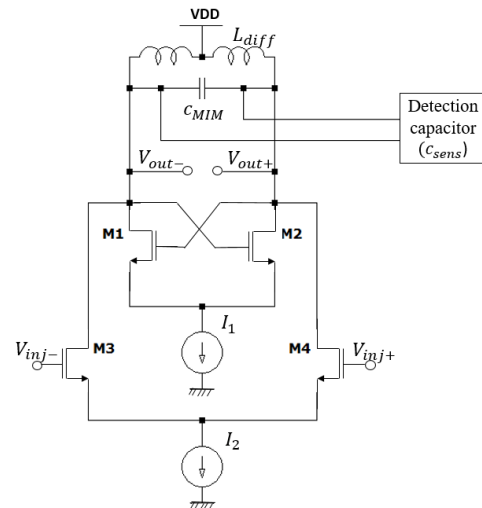 VDD
L_diff
c_MIM
Detection
capacitor
(c_sens)
V_out− V_out+
M1 M2
I_1
V_inj− M3 M4 V_inj+
I_2